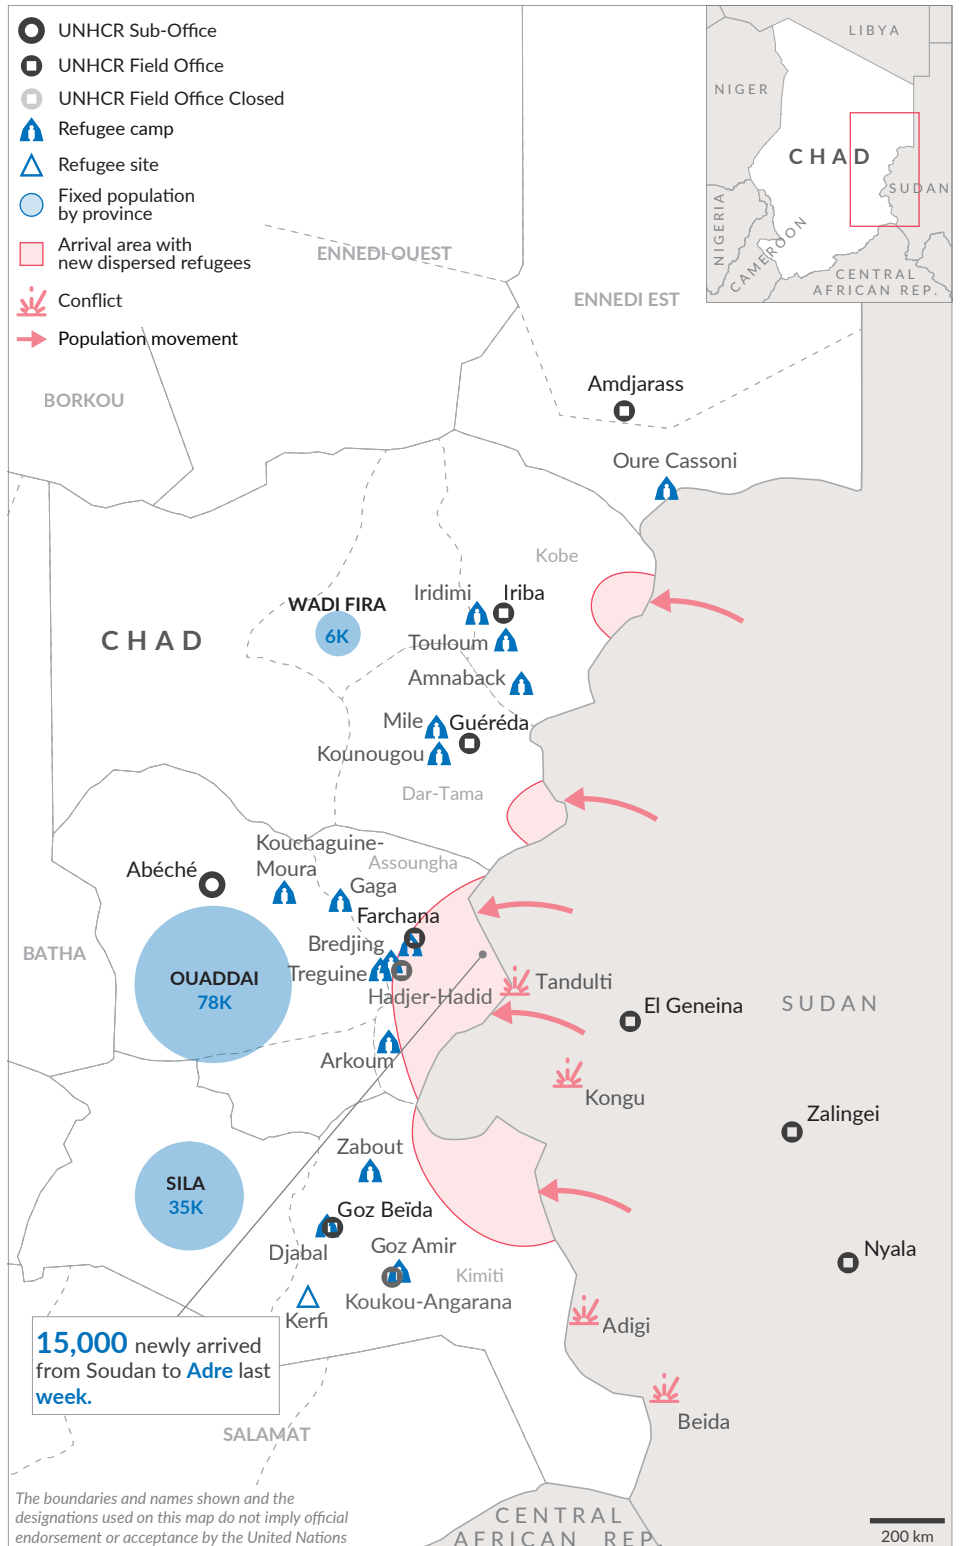 UNHCR Sub-Office
UNHCR Field Office
UNHCR Field Office Closed
Refugee camp
Refugee site
Fixed population
by province
Arrival area with
new dispersed refugees
Conflict
Population movement
LIBYA
NIGER
CHAD
SUDAN
NIGERIA
CAMEROON
CENTRAL
AFRICAN REP.
ENNEDI OUEST
ENNEDI EST
BORKOU
Amdjarass
Oure Cassoni
Kobe
WADI FIRA
6K
Iridimi
Iriba
CHAD
Touloum
Amnaback
Mile
Guéréda
Kounougou
Dar-Tama
Kouchaguine-
Moura
Assoungha
Abéché
Gaga
Farchana
Bredjing
BATHA
Treguine
OUADDAI
78K
Hadjer-Hadid
Tandulti
El Geneina
SUDAN
Arkoum
Kongu
Zalingei
Zabout
SILA
35K
Goz Beïda
Djabal
Goz Amir
Kimiti
Nyala
Koukou-Angarana
Kerfi
Adigi
15,000 newly arrived
from Soudan to Adre last
week.
Beida
SALAMAT
The boundaries and names shown and the
designations used on this map do not imply official
endorsement or acceptance by the United Nations
CENTRAL
AFRICAN REP.
200 km